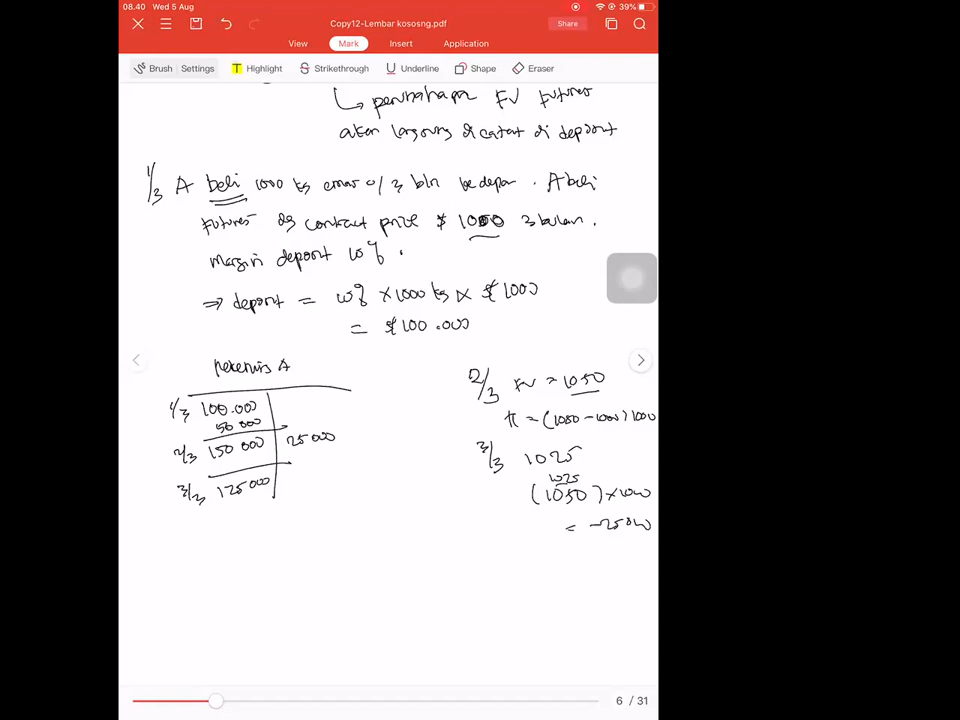 08.40 Wed 5 Aug 39%
Copy12-Lembar kososng.pdf
Share
View Mark Insert Application
Brush Settings T Highlight S Strikethrough U Underline Shape Eraser
↳ perubahan FV Futures
akan langsung dicatat di deposit
1/3 A beli 1000 kg emas u/ 3 bln ke depan. A beli
Futures dg contract price $ 1000 3 bulan.
Margin deposit 10%.
⇒ deposit = 10% × 1000 kg × $1000
= $100.000
Rekening A
1/3 100.000
50 000
2/3 150 000 25 000
3/3 125 000
2/3 FV = 1050
π = (1050 - 1000) 1000
3/3 1025
1025
(1050) × 1000
= -25000
6 / 31